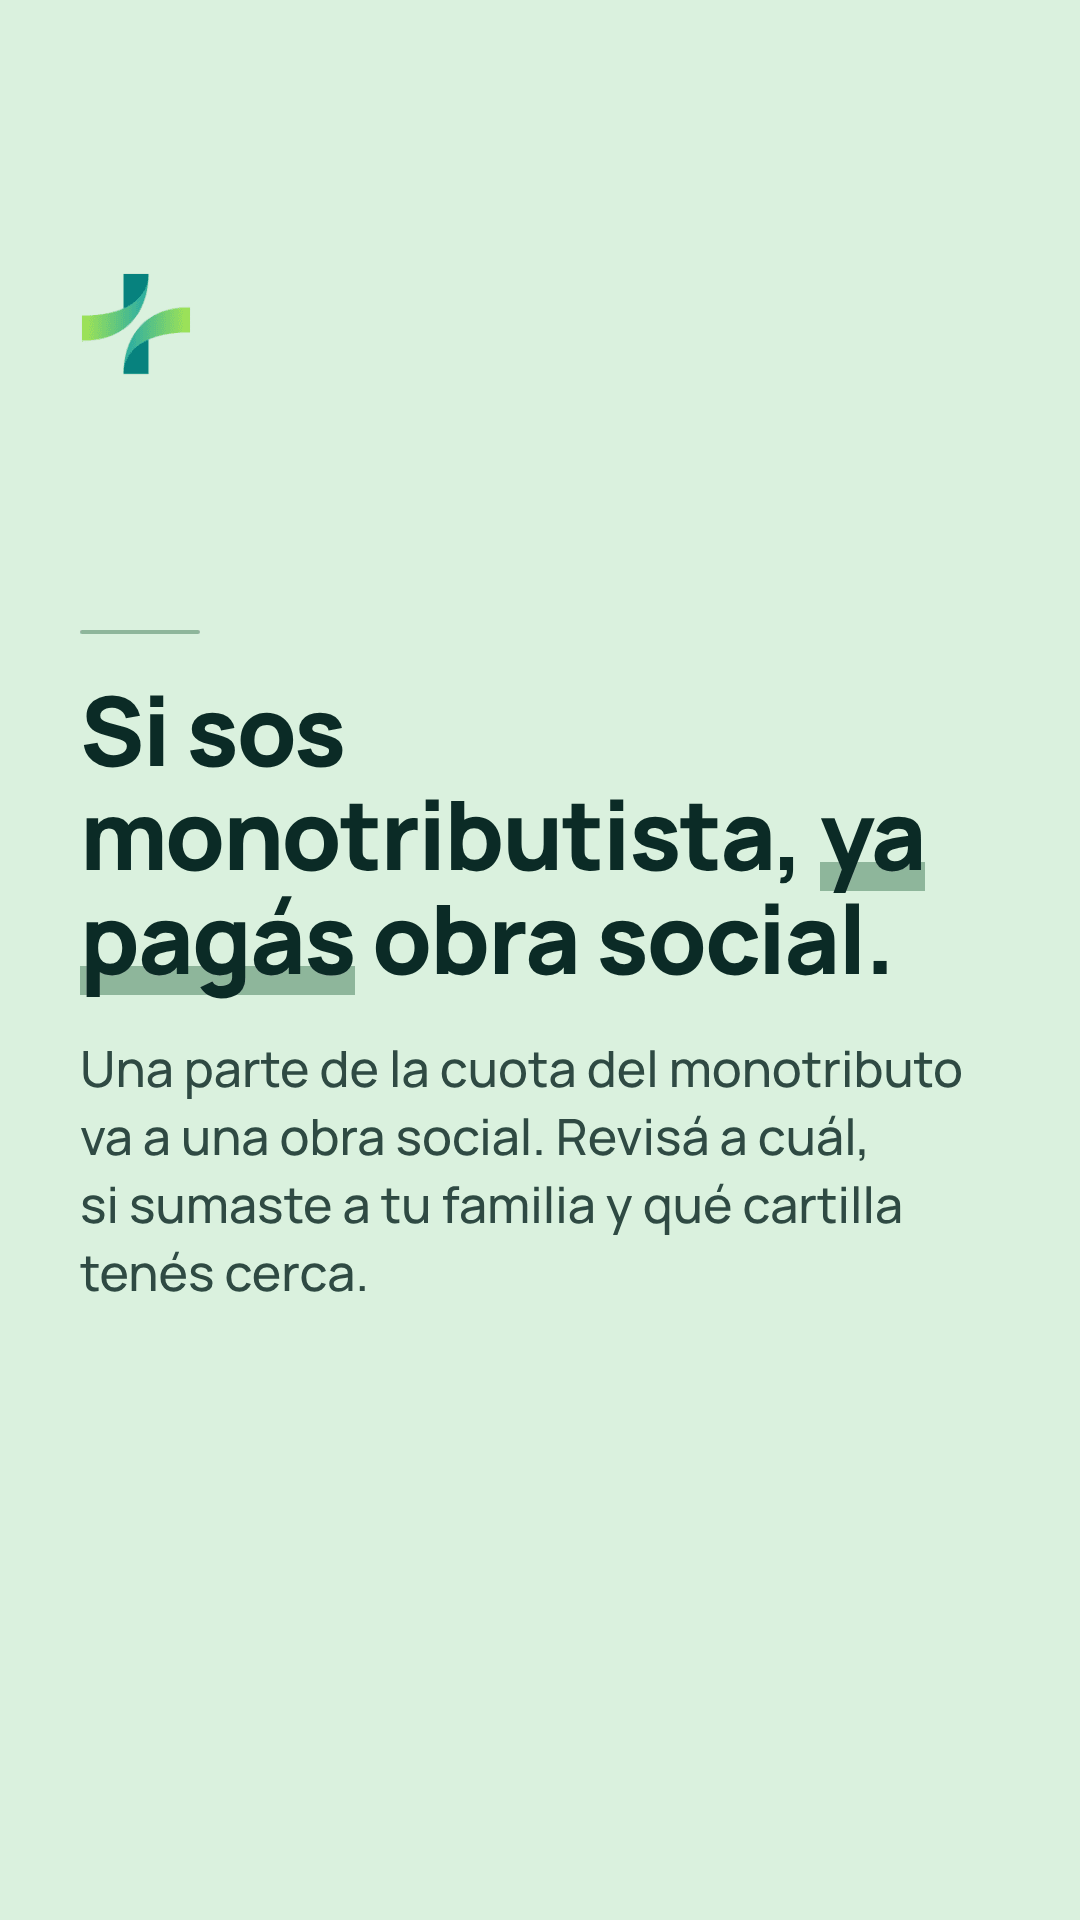 Si sos
monotributista, ya
pagás obra social.
Una parte de la cuota del monotributo
va a una obra social. Revisá a cuál,
si sumaste a tu familia y qué cartilla
tenés cerca.